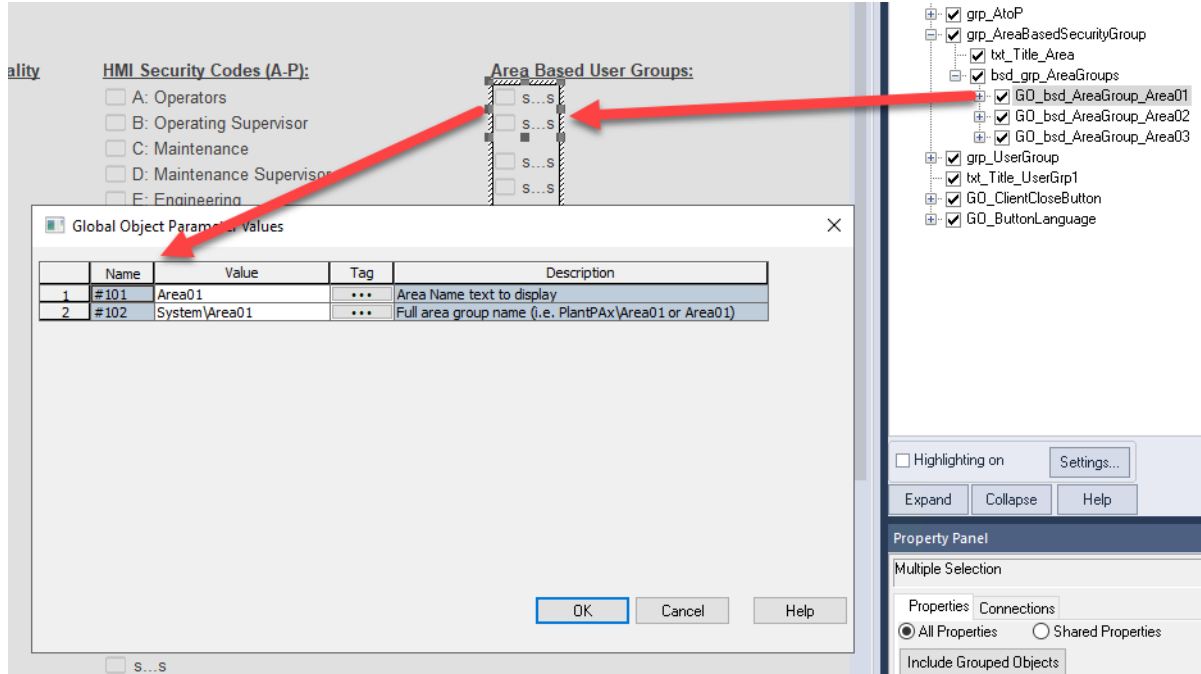 ality
HMI Security Codes (A-P):
A: Operators
B: Operating Supervisor
C: Maintenance
D: Maintenance Supervisor
E: Engineering
Area Based User Groups:
s...s
s...s
s...s
s...s
Global Object Parameter Values
Name Value Tag Description
1 #101 Area01 ••• Area Name text to display
2 #102 System\Area01 ••• Full area group name (i.e. PlantPAx\Area01 or Area01)
OK Cancel Help
s...s
grp_AtoP
grp_AreaBasedSecurityGroup
txt_Title_Area
bsd_grp_AreaGroups
GO_bsd_AreaGroup_Area01
GO_bsd_AreaGroup_Area02
GO_bsd_AreaGroup_Area03
grp_UserGroup
txt_Title_UserGrp1
GO_ClientCloseButton
GO_ButtonLanguage
Highlighting on Settings...
Expand Collapse Help
Property Panel
Multiple Selection
Properties Connections
All Properties Shared Properties
Include Grouped Objects